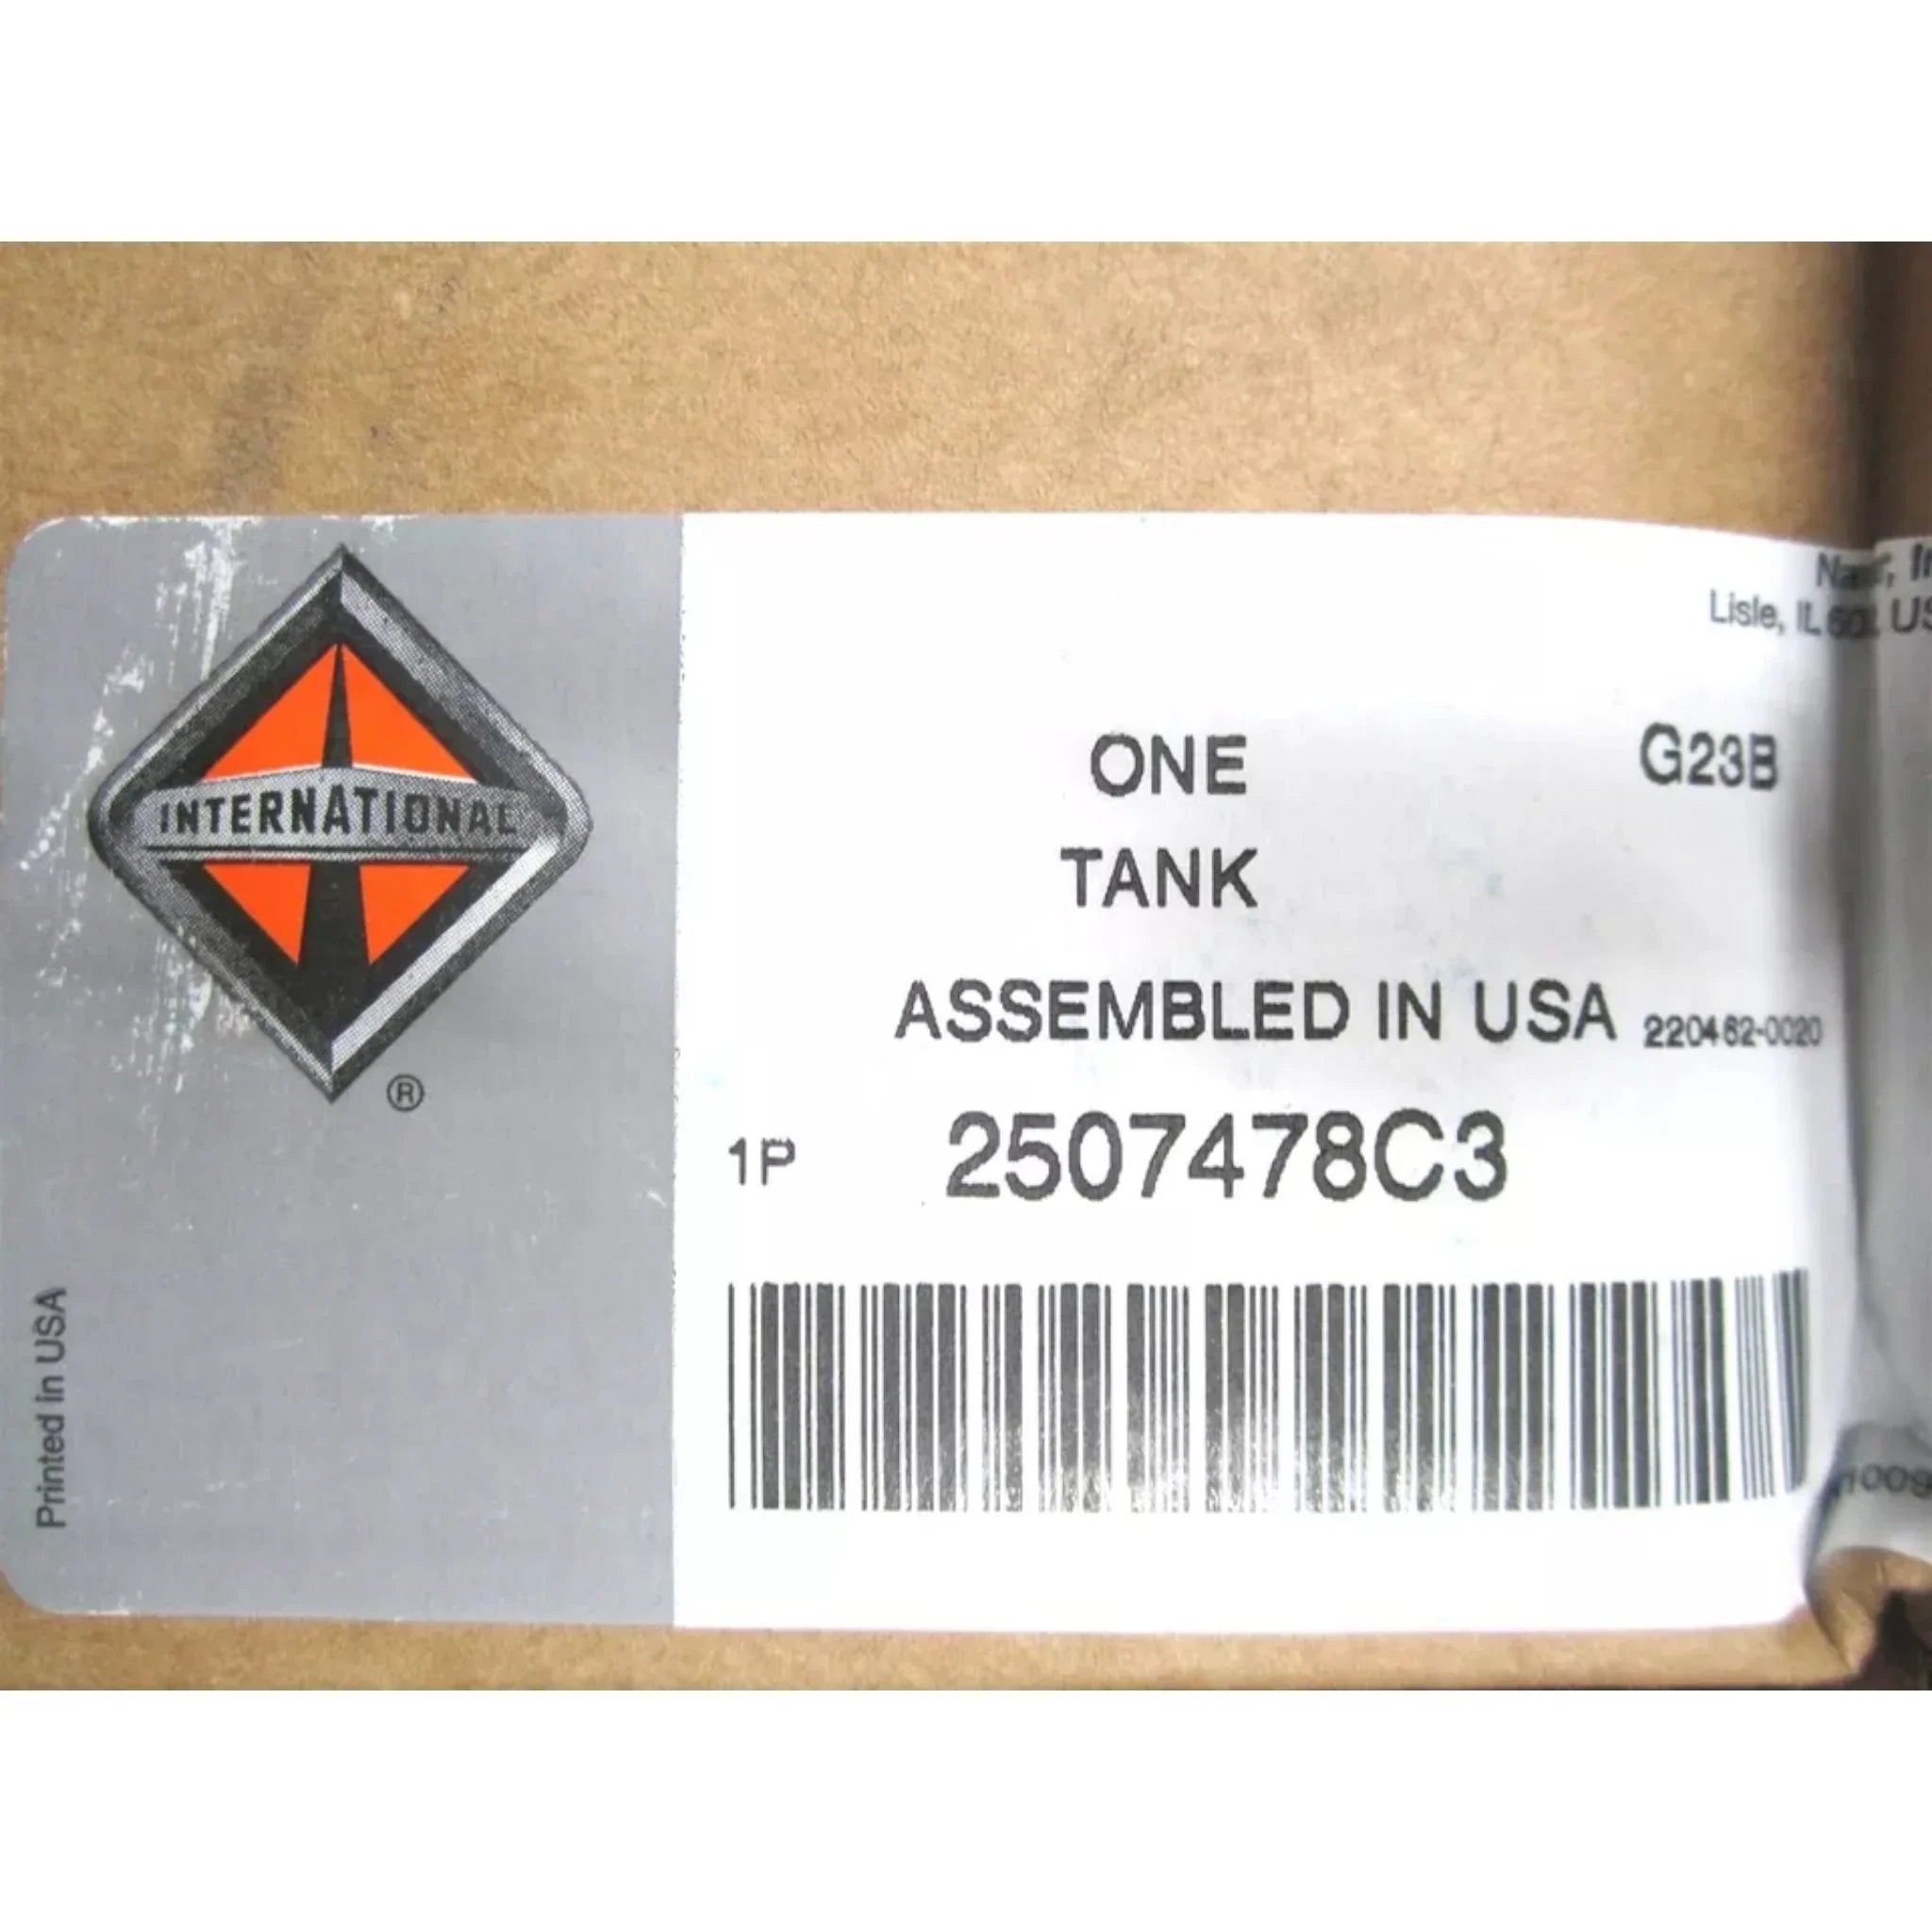 Lisle, IL
ONE G23B
TANK
ASSEMBLED IN USA 220462-0020
1P 2507478C3
INTERNATIONAL
®
Printed in USA